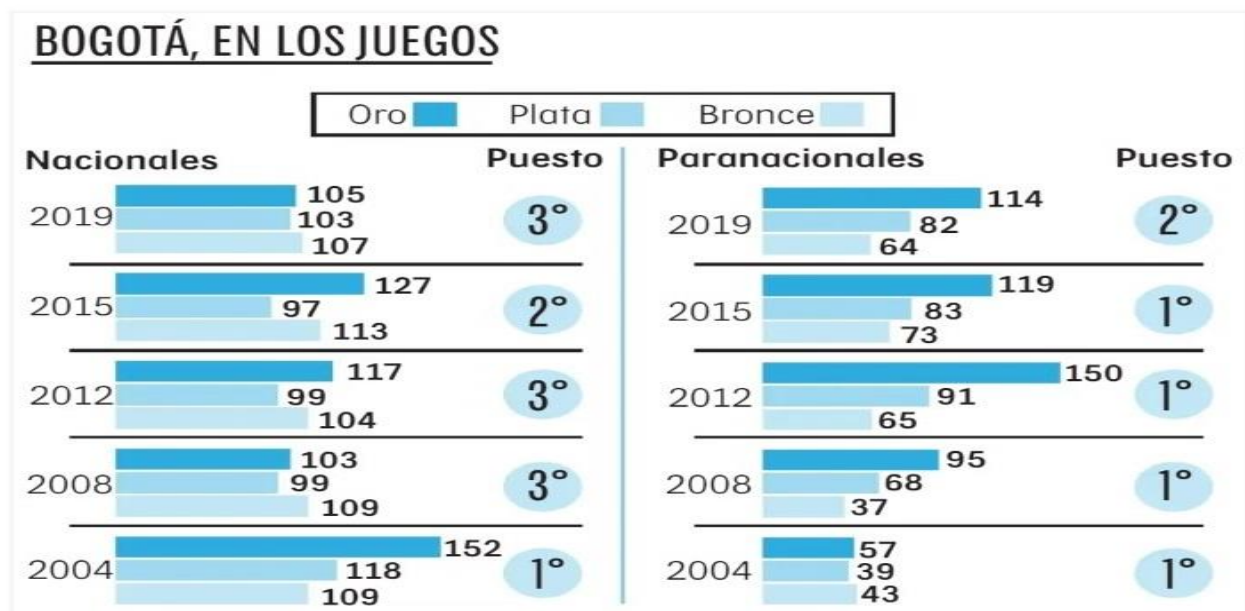 BOGOTÁ, EN LOS JUEGOS
Oro Plata Bronce
Nacionales Puesto
2019 105 103 107 3°
2015 127 97 113 2°
2012 117 99 104 3°
2008 103 99 109 3°
2004 152 118 109 1°
Paranacionales Puesto
2019 114 82 64 2°
2015 119 83 73 1°
2012 150 91 65 1°
2008 95 68 37 1°
2004 57 39 43 1°